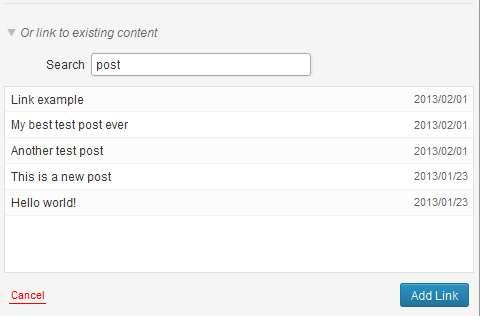 Or link to existing content
Search post
Link example 2013/02/01
My best test post ever 2013/02/01
Another test post 2013/02/01
This is a new post 2013/01/23
Hello world! 2013/01/23
Cancel Add Link